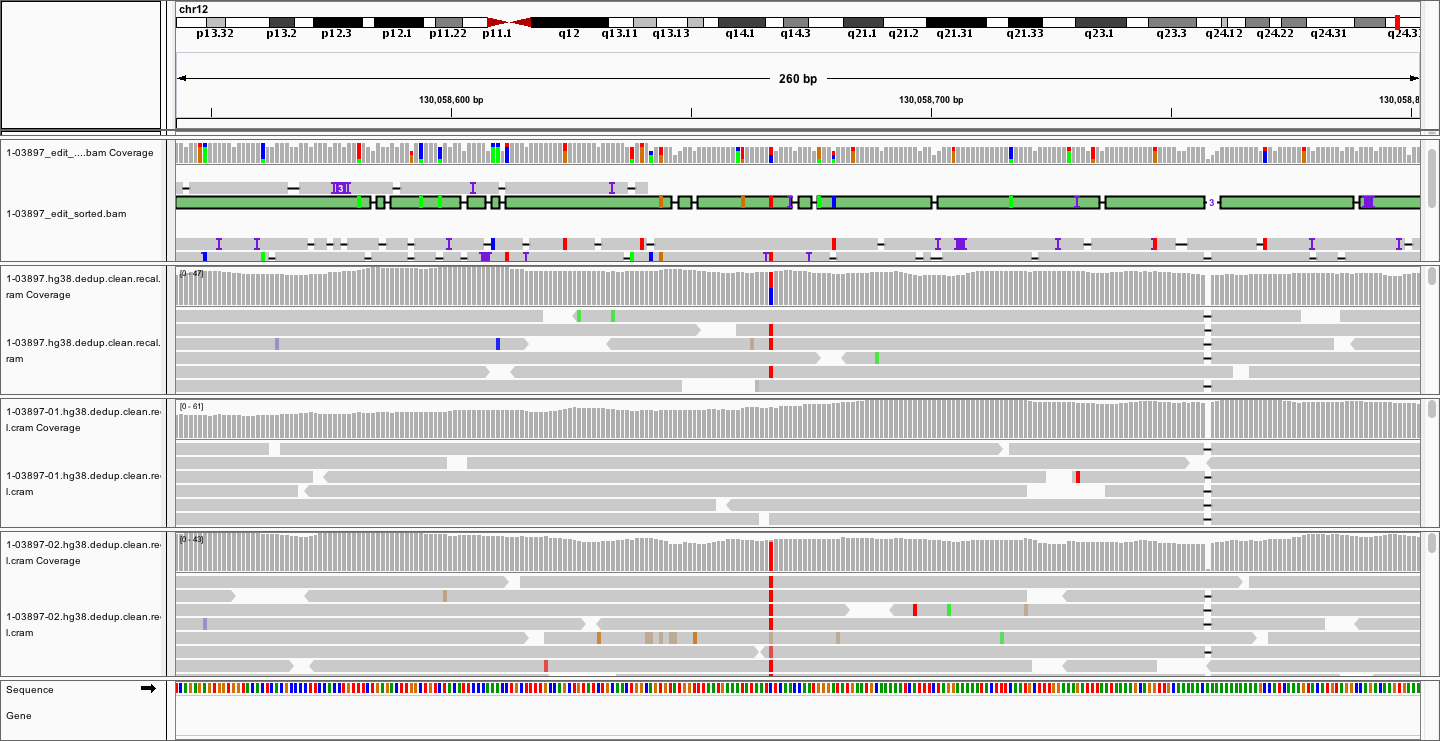 chr12
p13.32 p13.2 p12.3 p12.1 p11.22 p11.1 q12 q13.11 q13.13 q14.1 q14.3 q21.1 q21.2 q21.31 q21.33 q23.1 q23.3 q24.12 q24.22 q24.31 q24.3
260 bp
130,058,600 bp 130,058,700 bp 130,058,8
1-03897_edit_....bam Coverage
3
1-03897_edit_sorted.bam
3
[0 - 47]
1-03897.hg38.dedup.clean.recal.
ram Coverage
1-03897.hg38.dedup.clean.recal.
ram
[0 - 61]
1-03897-01.hg38.dedup.clean.re
l.cram Coverage
1-03897-01.hg38.dedup.clean.re
l.cram
[0 - 43]
1-03897-02.hg38.dedup.clean.re
l.cram Coverage
1-03897-02.hg38.dedup.clean.re
l.cram
Sequence
Gene